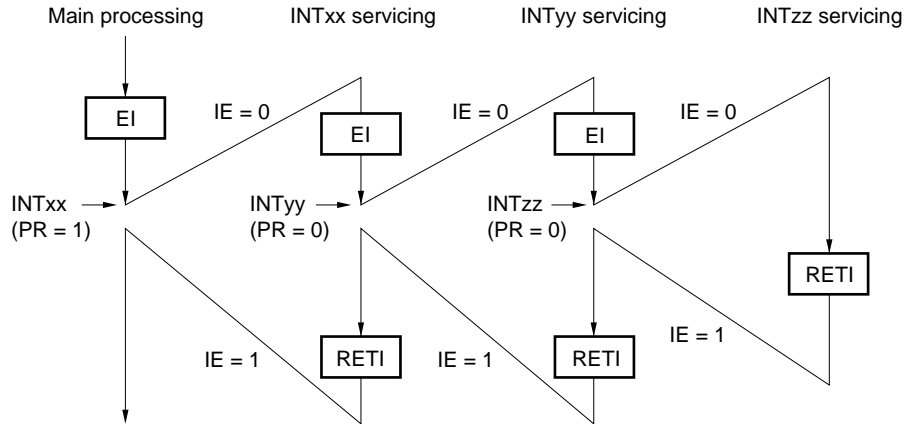 Main processing
INTxx servicing
INTyy servicing
INTzz servicing
EI
IE = 0
EI
IE = 0
EI
IE = 0
INTxx
(PR = 1)
INTyy
(PR = 0)
INTzz
(PR = 0)
RETI
IE = 1
RETI
IE = 1
RETI
IE = 1